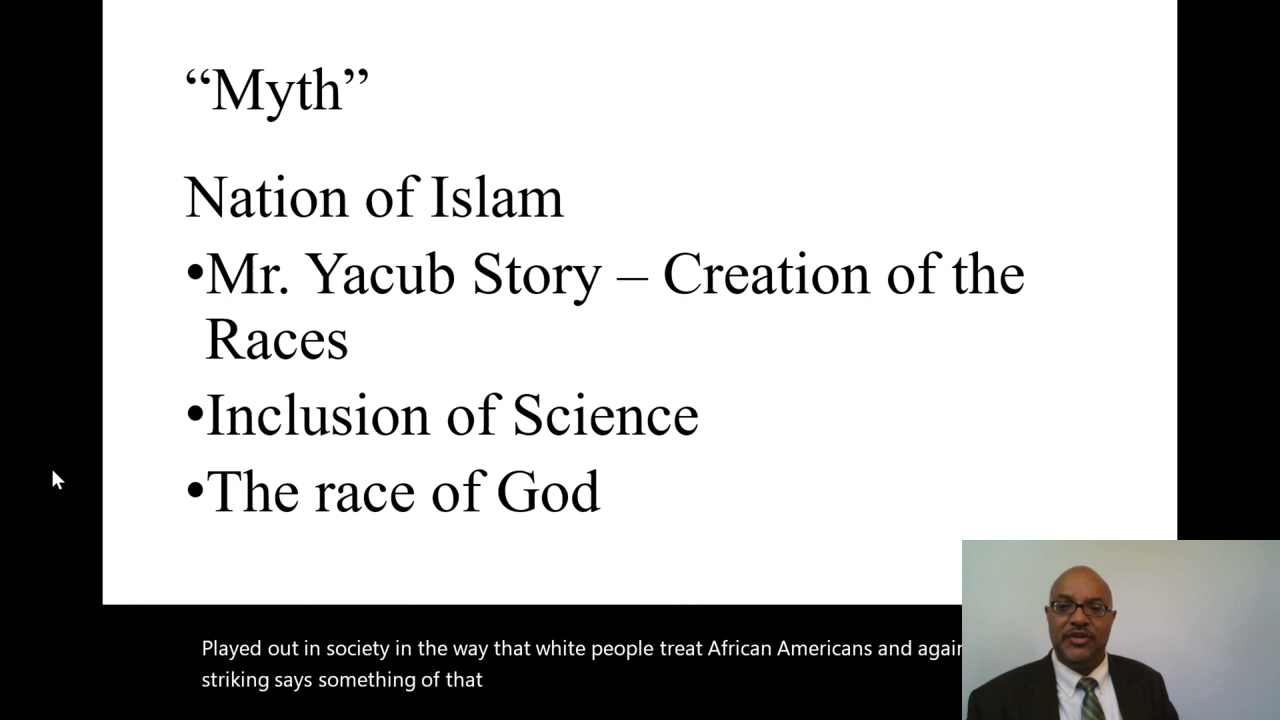 “Myth”
Nation of Islam
•Mr. Yacub Story – Creation of the
Races
•Inclusion of Science
•The race of God
Played out in society in the way that white people treat African Americans and again
striking says something of that